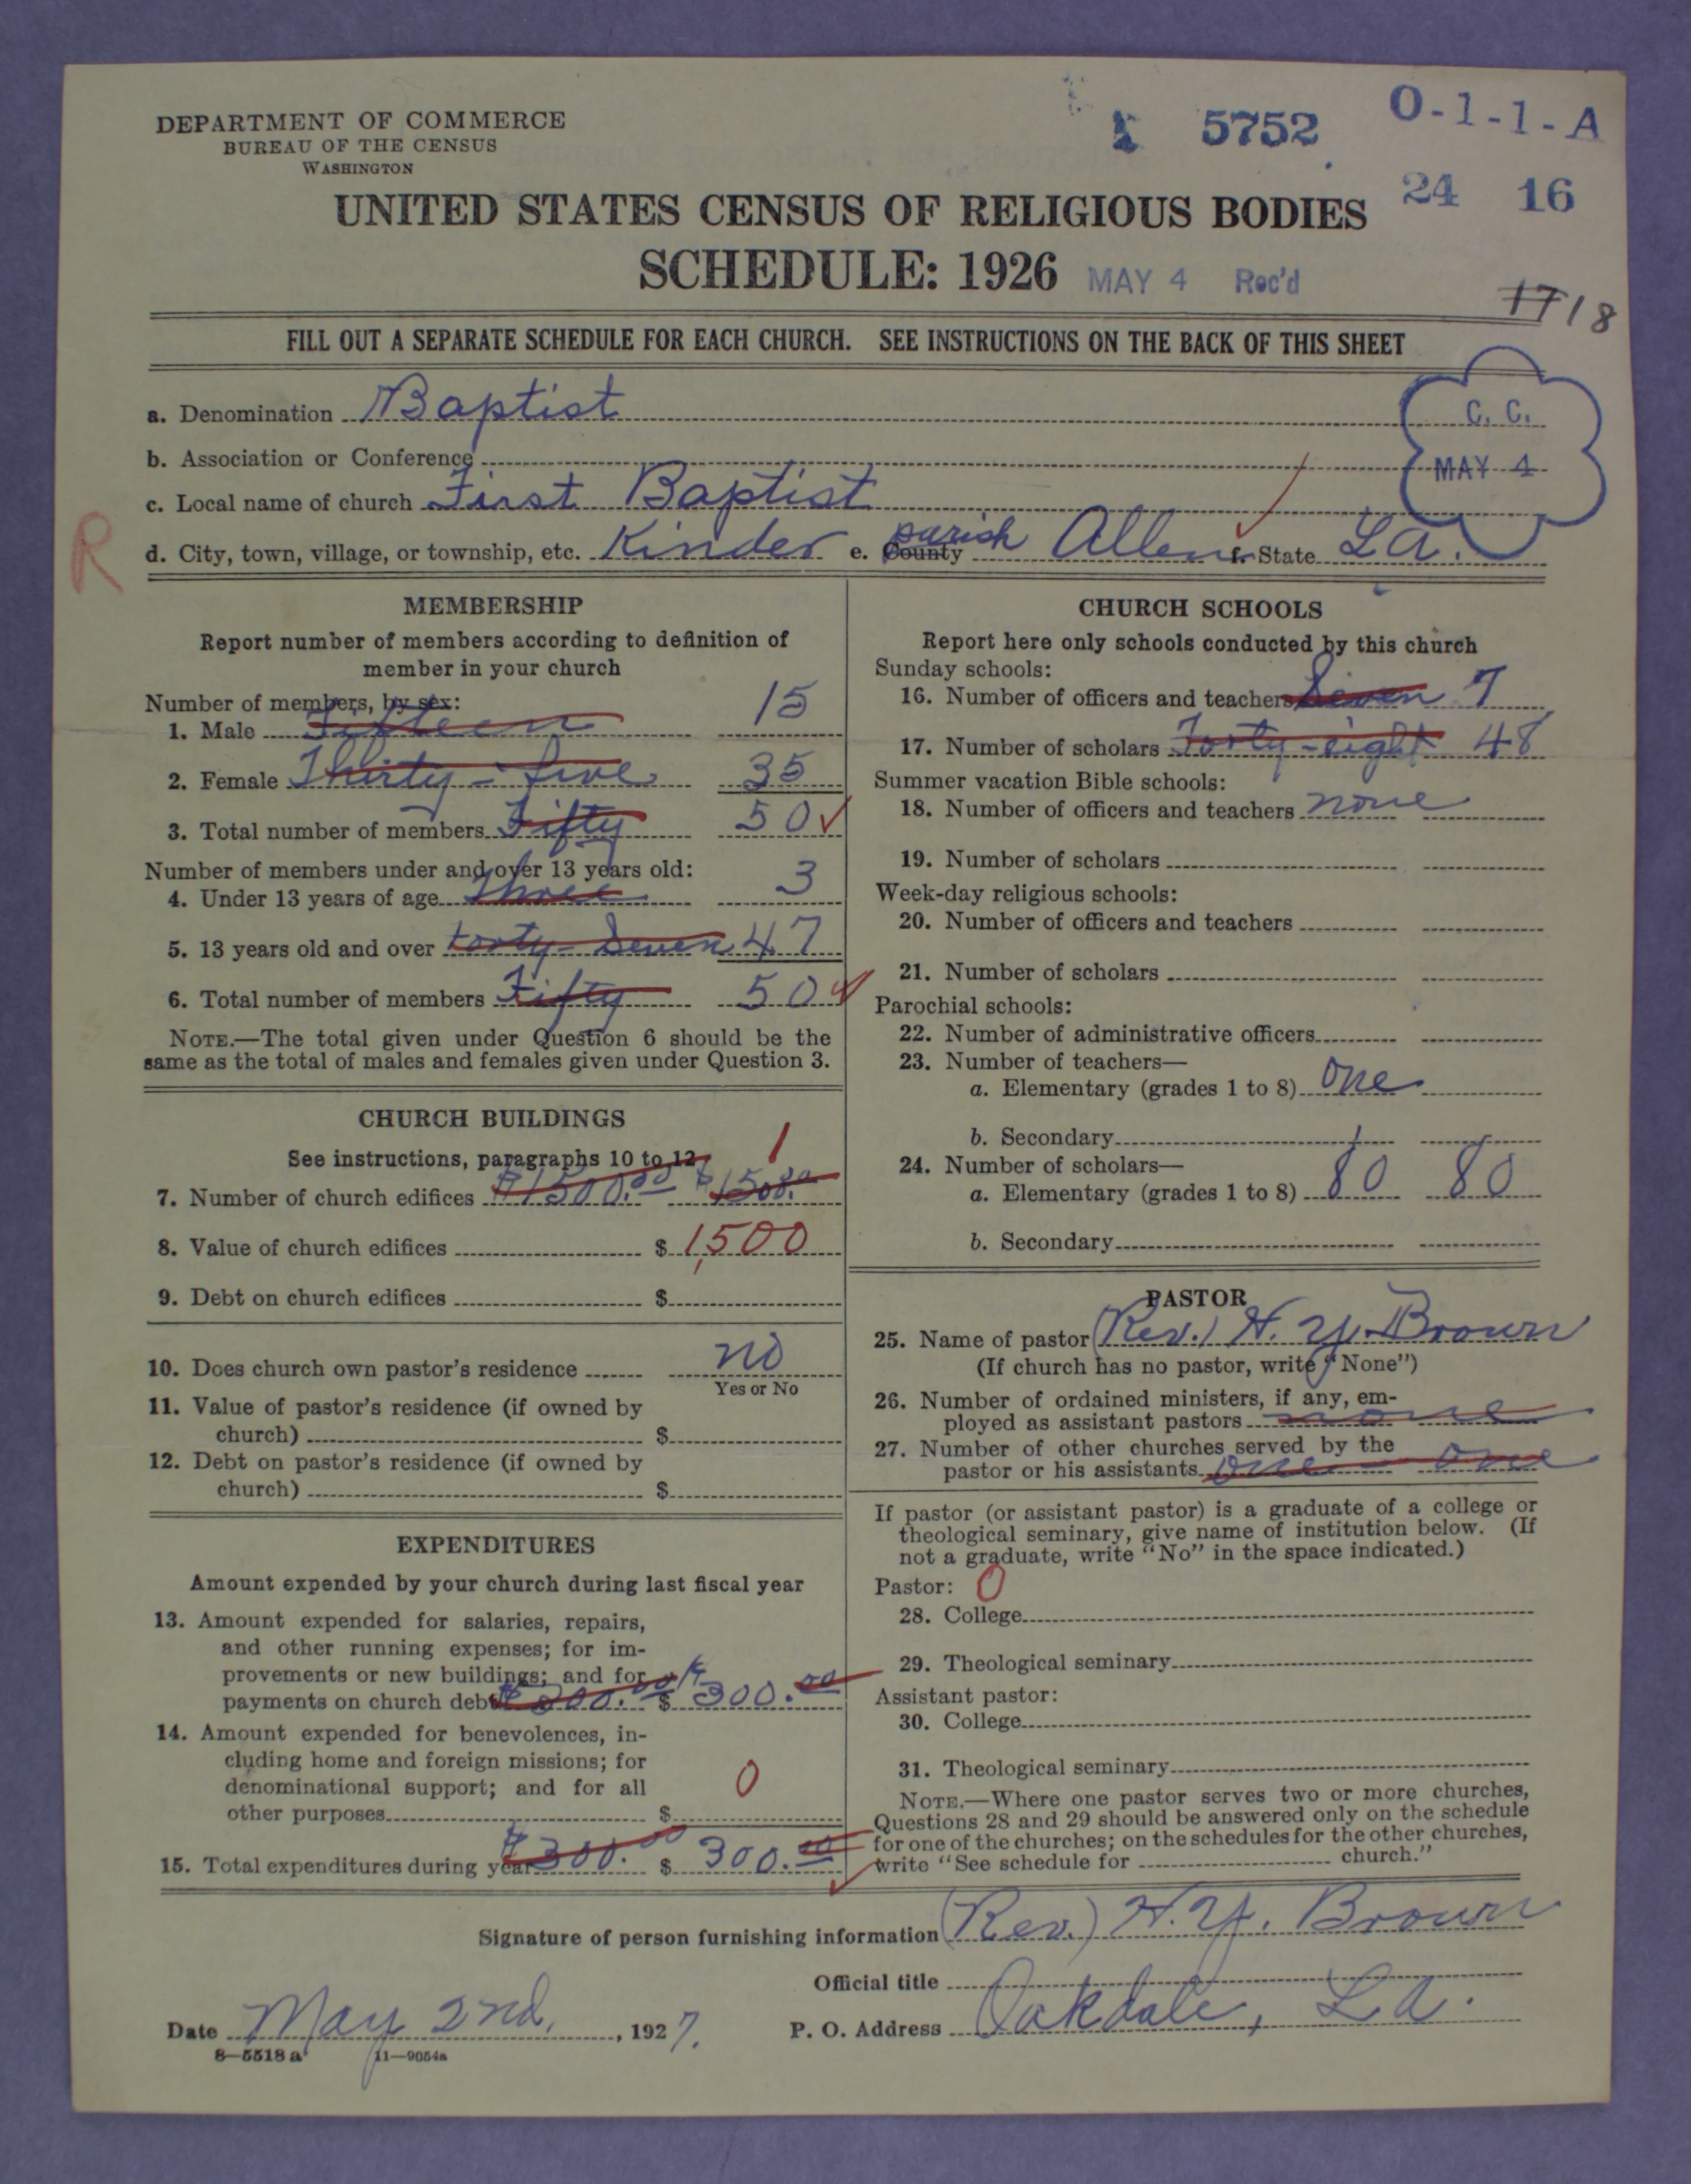 DEPARTMENT OF COMMERCE
BUREAU OF THE CENSUS
WASHINGTON
5752
O-1-1-A
24 16
UNITED STATES CENSUS OF RELIGIOUS BODIES
SCHEDULE: 1926 MAY 4 Rec'd
17 18
FILL OUT A SEPARATE SCHEDULE FOR EACH CHURCH. SEE INSTRUCTIONS ON THE BACK OF THIS SHEET
C. C.
MAY 4
a. Denomination Baptist
b. Association or Conference
c. Local name of church First Baptist
R
d. City, town, village, or township, etc. Kinder e. County parish Allen f. State La.
MEMBERSHIP
Report number of members according to definition of
member in your church
Number of members, by sex:
1. Male Fifteen 15
2. Female Thirty-five 35
3. Total number of members Fifty 50
Number of members under and over 13 years old:
4. Under 13 years of age Three 3
5. 13 years old and over forty-Seven 47
6. Total number of members Fifty 50
NOTE.—The total given under Question 6 should be the
same as the total of males and females given under Question 3.
CHURCH BUILDINGS
See instructions, paragraphs 10 to 12 1
7. Number of church edifices $1500.00 $1500.00
8. Value of church edifices $ 1,500
9. Debt on church edifices $
10. Does church own pastor's residence no
Yes or No
11. Value of pastor's residence (if owned by
church) $
12. Debt on pastor's residence (if owned by
church) $
EXPENDITURES
Amount expended by your church during last fiscal year
13. Amount expended for salaries, repairs,
and other running expenses; for im-
provements or new buildings; and for
payments on church debt $300.00 $ 300.00
14. Amount expended for benevolences, in-
cluding home and foreign missions; for
denominational support; and for all
other purposes $ 0
15. Total expenditures during year $300.00 $ 300.00
CHURCH SCHOOLS
Report here only schools conducted by this church
Sunday schools:
16. Number of officers and teachers Seven 7
17. Number of scholars Forty-eight 48
Summer vacation Bible schools:
18. Number of officers and teachers none
19. Number of scholars
Week-day religious schools:
20. Number of officers and teachers
21. Number of scholars
Parochial schools:
22. Number of administrative officers
23. Number of teachers—
a. Elementary (grades 1 to 8) one
b. Secondary
24. Number of scholars—
a. Elementary (grades 1 to 8) 80 80
b. Secondary
PASTOR
25. Name of pastor (Rev.) H. Y. Brown
(If church has no pastor, write "None")
26. Number of ordained ministers, if any, em-
ployed as assistant pastors none
27. Number of other churches served by the
pastor or his assistants one one
If pastor (or assistant pastor) is a graduate of a college or
theological seminary, give name of institution below. (If
not a graduate, write "No" in the space indicated.)
Pastor: 0
28. College
29. Theological seminary
Assistant pastor:
30. College
31. Theological seminary
NOTE.—Where one pastor serves two or more churches,
Questions 28 and 29 should be answered only on the schedule
for one of the churches; on the schedules for the other churches,
write "See schedule for church."
Signature of person furnishing information (Rev.) H. Y. Brown
Official title
Date May 2nd, 1927. P. O. Address Oakdale, La.
8—5518 a 11—9054a